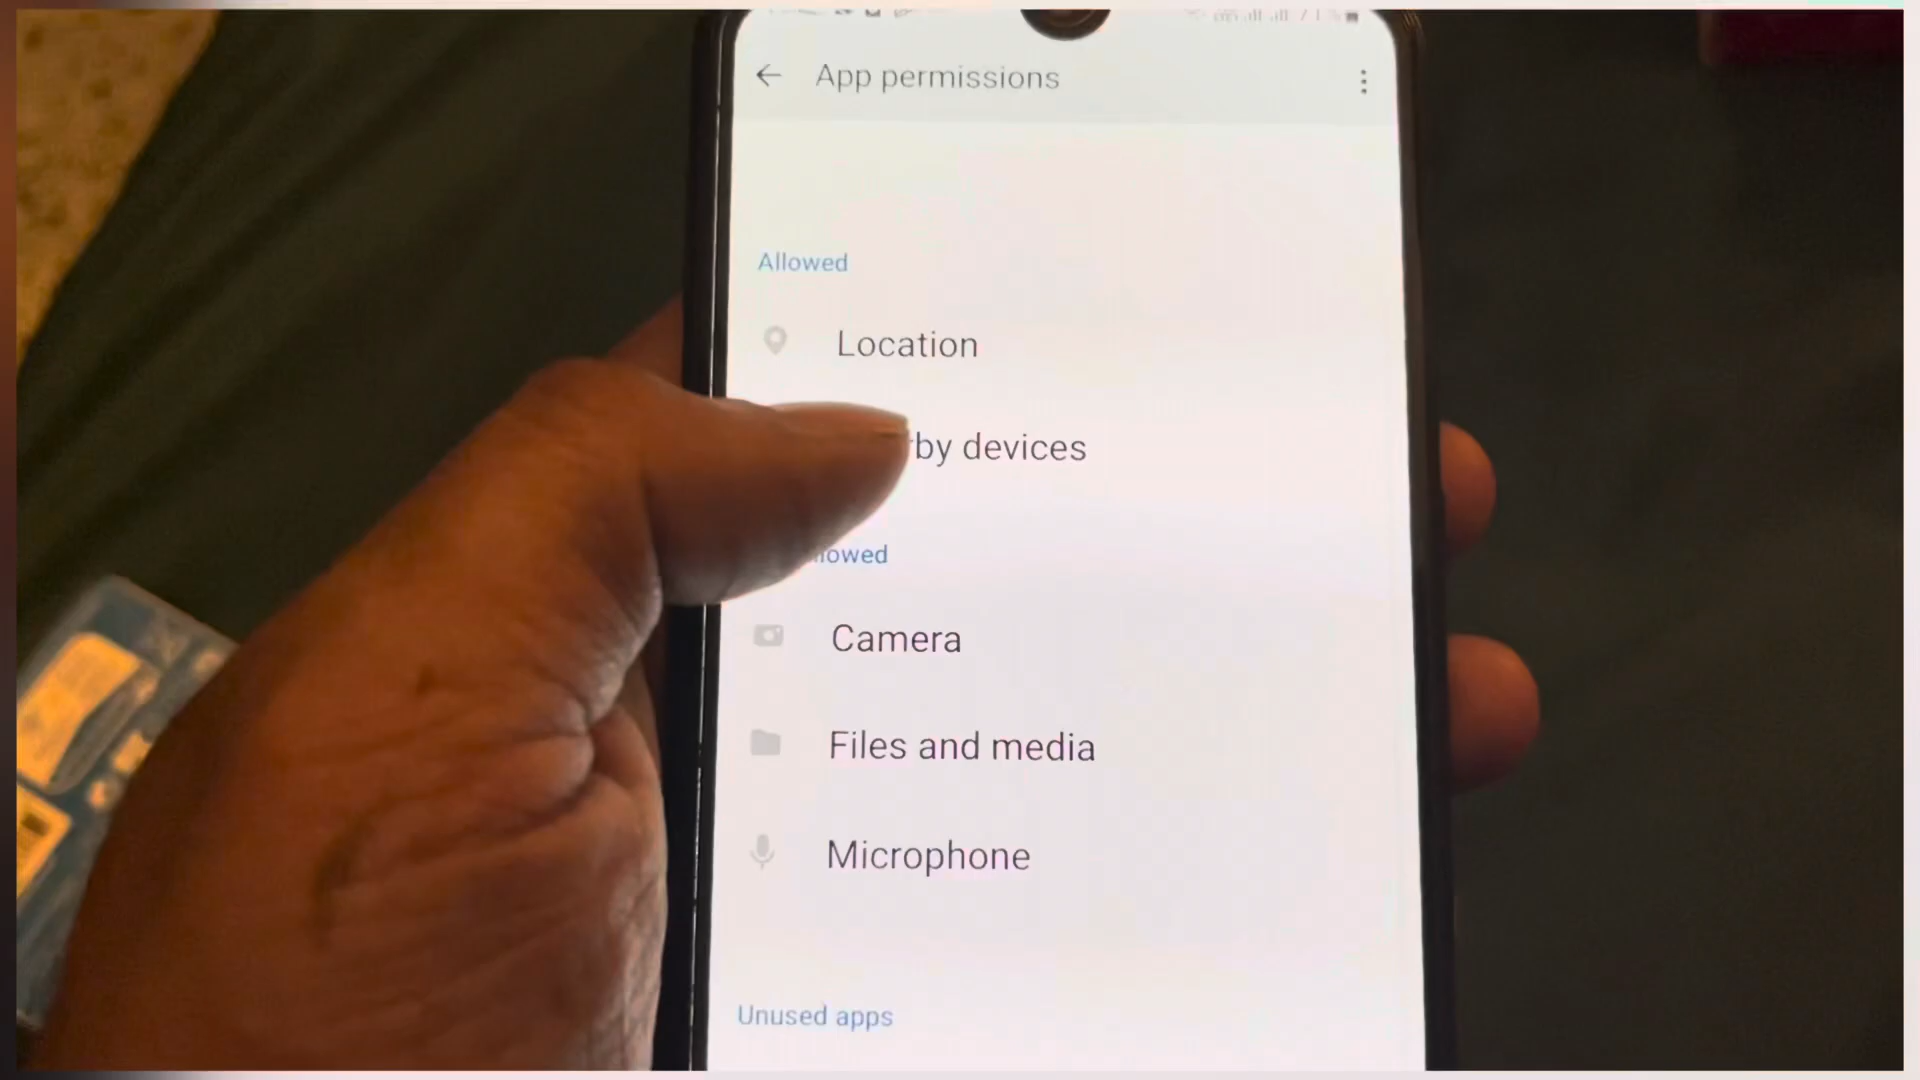 App permissions
Allowed
Location
by devices
lowed
Camera
Files and media
Microphone
Unused apps